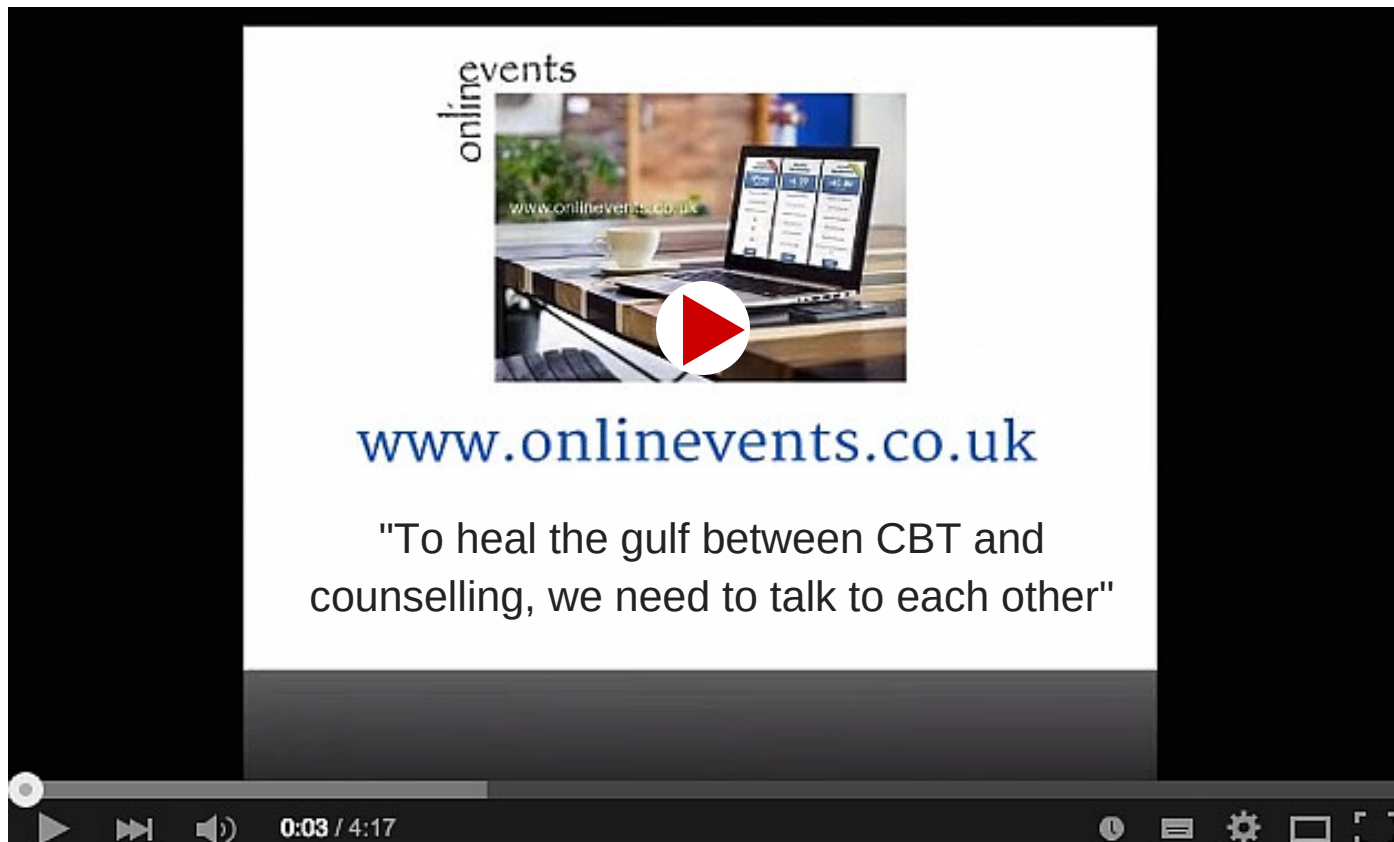 events
online
www.onlinevents.co.uk
www.onlinevents.co.uk
"To heal the gulf between CBT and
counselling, we need to talk to each other"
0:03 / 4:17